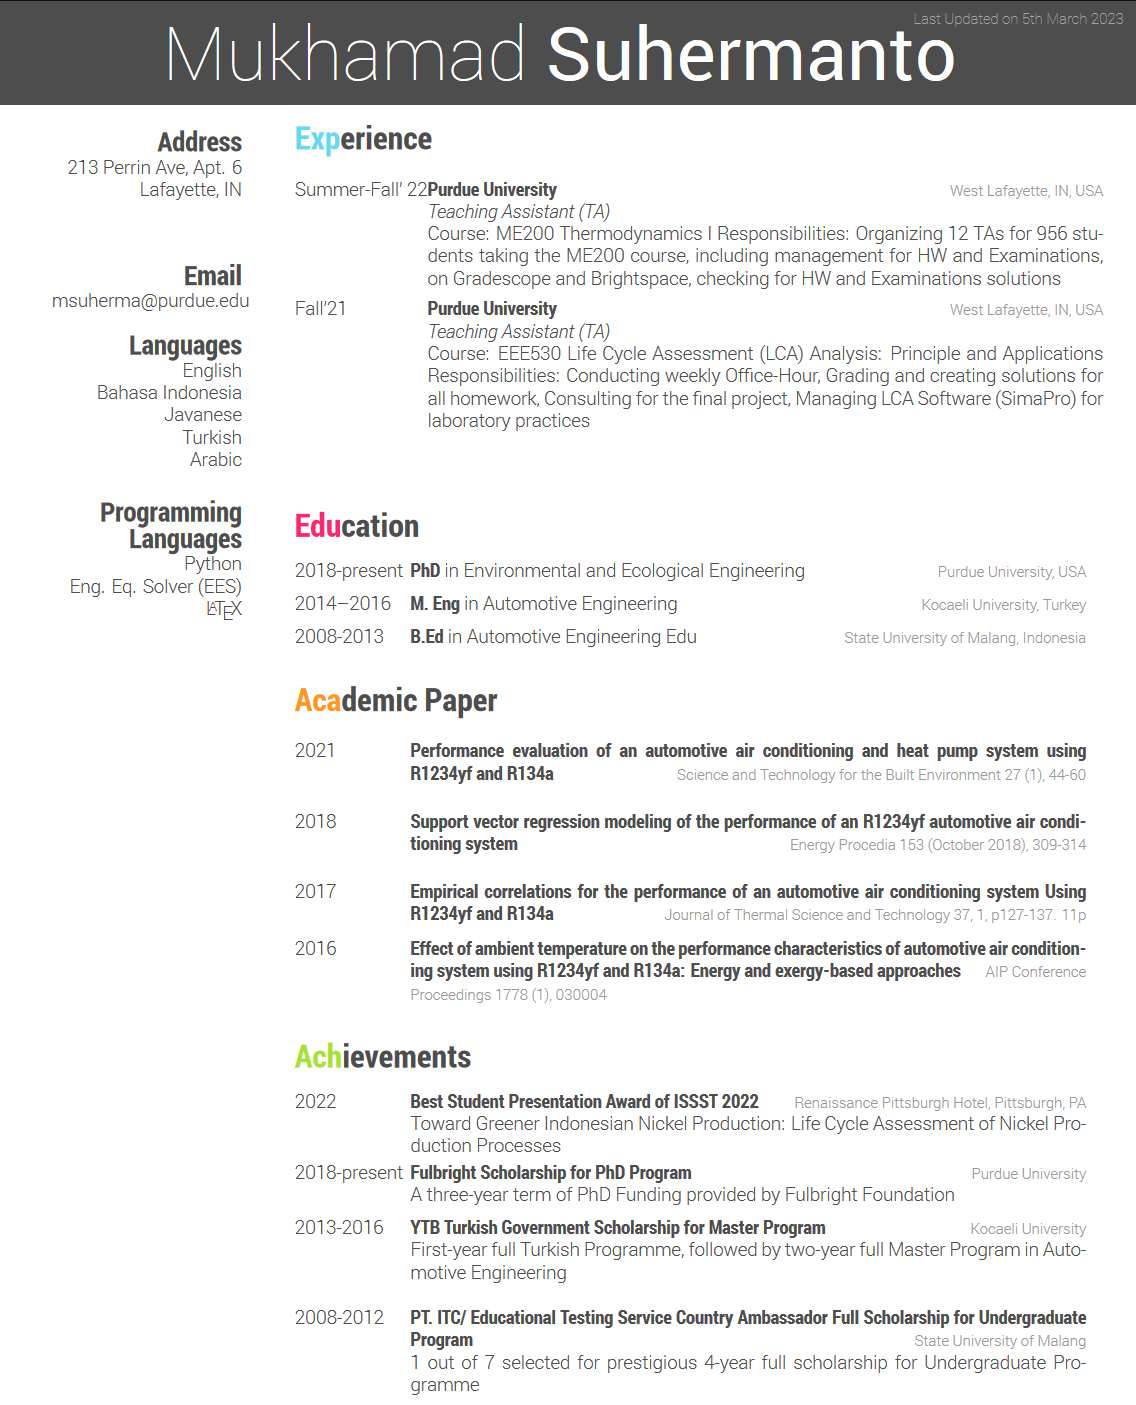 Last Updated on 5th March 2023
Mukhamad Suhermanto
Address
213 Perrin Ave, Apt. 6
Lafayette, IN
Email
msuherma@purdue.edu
Languages
English
Bahasa Indonesia
Javanese
Turkish
Arabic
Programming
Languages
Python
Eng. Eq. Solver (EES)
LATEX
Experience
Summer-Fall' 22 Purdue University West Lafayette, IN, USA
Teaching Assistant (TA)
Course: ME200 Thermodynamics I Responsibilities: Organizing 12 TAs for 956 stu-
dents taking the ME200 course, including management for HW and Examinations,
on Gradescope and Brightspace, checking for HW and Examinations solutions
Fall'21 Purdue University West Lafayette, IN, USA
Teaching Assistant (TA)
Course: EEE530 Life Cycle Assessment (LCA) Analysis: Principle and Applications
Responsibilities: Conducting weekly Office-Hour, Grading and creating solutions for
all homework, Consulting for the final project, Managing LCA Software (SimaPro) for
laboratory practices
Education
2018-present PhD in Environmental and Ecological Engineering Purdue University, USA
2014–2016 M. Eng in Automotive Engineering Kocaeli University, Turkey
2008-2013 B.Ed in Automotive Engineering Edu State University of Malang, Indonesia
Academic Paper
2021 Performance evaluation of an automotive air conditioning and heat pump system using
R1234yf and R134a Science and Technology for the Built Environment 27 (1), 44-60
2018 Support vector regression modeling of the performance of an R1234yf automotive air condi-
tioning system Energy Procedia 153 (October 2018), 309-314
2017 Empirical correlations for the performance of an automotive air conditioning system Using
R1234yf and R134a Journal of Thermal Science and Technology 37, 1, p127-137. 11p
2016 Effect of ambient temperature on the performance characteristics of automotive air condition-
ing system using R1234yf and R134a: Energy and exergy-based approaches AIP Conference
Proceedings 1778 (1), 030004
Achievements
2022 Best Student Presentation Award of ISSST 2022 Renaissance Pittsburgh Hotel, Pittsburgh, PA
Toward Greener Indonesian Nickel Production: Life Cycle Assessment of Nickel Pro-
duction Processes
2018-present Fulbright Scholarship for PhD Program Purdue University
A three-year term of PhD Funding provided by Fulbright Foundation
2013-2016 YTB Turkish Government Scholarship for Master Program Kocaeli University
First-year full Turkish Programme, followed by two-year full Master Program in Auto-
motive Engineering
2008-2012 PT. ITC/ Educational Testing Service Country Ambassador Full Scholarship for Undergraduate
Program State University of Malang
1 out of 7 selected for prestigious 4-year full scholarship for Undergraduate Pro-
gramme